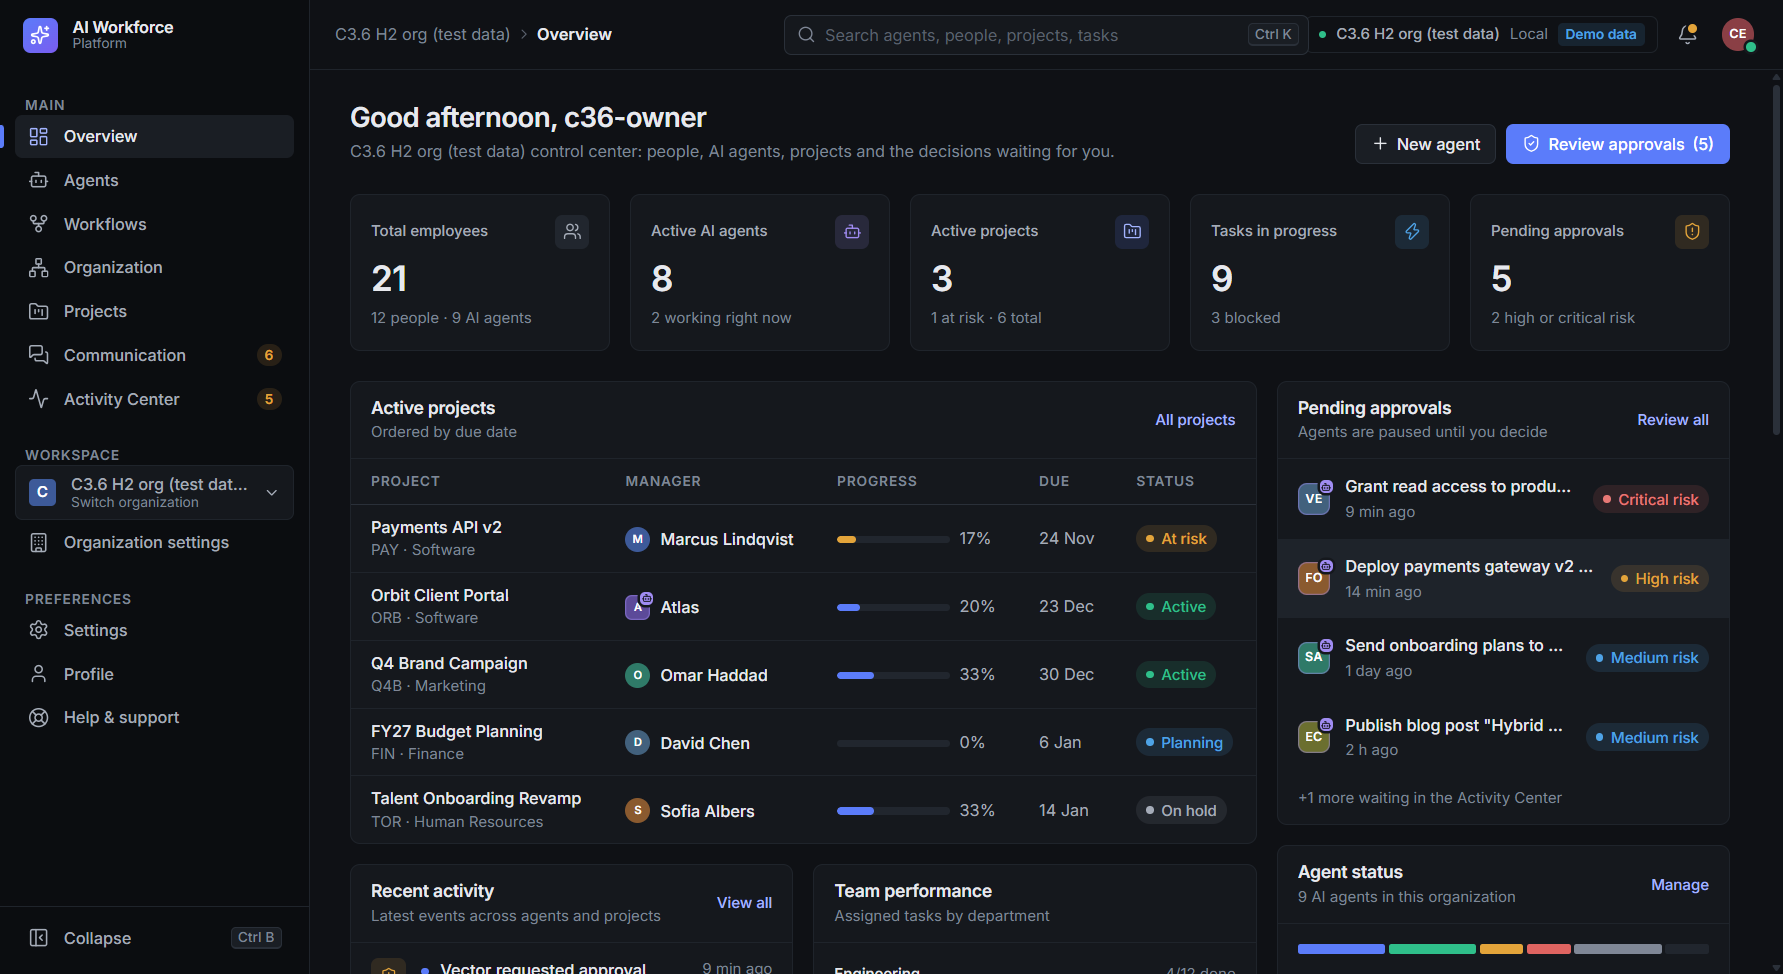 AI Workforce
Platform
MAIN
Overview
Agents
Workflows
Organization
Projects
Communication
6
Activity Center
5
WORKSPACE
C
C3.6 H2 org (test dat...
Switch organization
Organization settings
PREFERENCES
Settings
Profile
Help & support
Collapse
Ctrl B
C3.6 H2 org (test data) > Overview
Search agents, people, projects, tasks
Ctrl K
C3.6 H2 org (test data) Local Demo data
CE
Good afternoon, c36-owner
C3.6 H2 org (test data) control center: people, AI agents, projects and the decisions waiting for you.
New agent
Review approvals (5)
Total employees
21
12 people · 9 AI agents
Active AI agents
8
2 working right now
Active projects
3
1 at risk · 6 total
Tasks in progress
9
3 blocked
Pending approvals
5
2 high or critical risk
Active projects
Ordered by due date
All projects
PROJECT MANAGER PROGRESS DUE STATUS
Payments API v2
PAY · Software
M Marcus Lindqvist 17% 24 Nov At risk
Orbit Client Portal
ORB · Software
A Atlas 20% 23 Dec Active
Q4 Brand Campaign
Q4B · Marketing
O Omar Haddad 33% 30 Dec Active
FY27 Budget Planning
FIN · Finance
D David Chen 0% 6 Jan Planning
Talent Onboarding Revamp
TOR · Human Resources
S Sofia Albers 33% 14 Jan On hold
Pending approvals
Agents are paused until you decide
Review all
VE
Grant read access to produ...
9 min ago
Critical risk
FO
Deploy payments gateway v2 ...
14 min ago
High risk
SA
Send onboarding plans to ...
1 day ago
Medium risk
EC
Publish blog post "Hybrid ...
2 h ago
Medium risk
+1 more waiting in the Activity Center
Recent activity
Latest events across agents and projects
View all
Vector requested approval
9 min ago
Team performance
Assigned tasks by department
Engineering
4/12 done
Agent status
9 AI agents in this organization
Manage